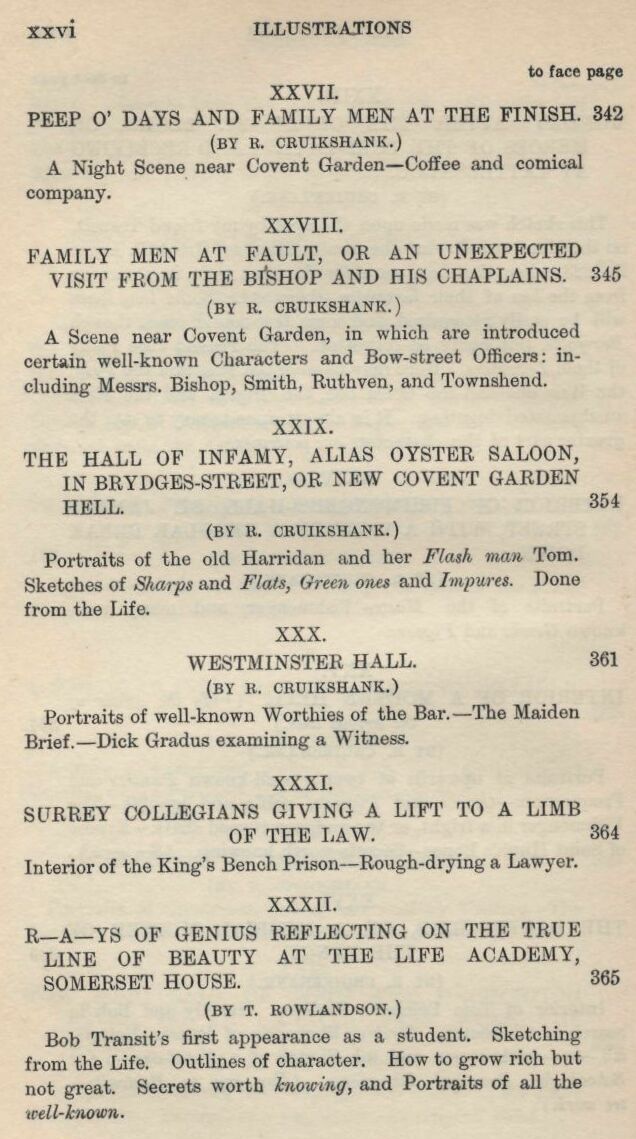 xxvi ILLUSTRATIONS
to face page
XXVII.
PEEP O' DAYS AND FAMILY MEN AT THE FINISH. 342
(BY R. CRUIKSHANK.)
A Night Scene near Covent Garden—Coffee and comical
company.
XXVIII.
FAMILY MEN AT FAULT, OR AN UNEXPECTED
VISIT FROM THE BISHOP AND HIS CHAPLAINS. 345
(BY R. CRUIKSHANK.)
A Scene near Covent Garden, in which are introduced
certain well-known Characters and Bow-street Officers: in-
cluding Messrs. Bishop, Smith, Ruthven, and Townshend.
XXIX.
THE HALL OF INFAMY, ALIAS OYSTER SALOON,
IN BRYDGES-STREET, OR NEW COVENT GARDEN
HELL. 354
(BY R. CRUIKSHANK.)
Portraits of the old Harridan and her Flash man Tom.
Sketches of Sharps and Flats, Green ones and Impures. Done
from the Life.
XXX.
WESTMINSTER HALL. 361
(BY R. CRUIKSHANK.)
Portraits of well-known Worthies of the Bar.—The Maiden
Brief.—Dick Gradus examining a Witness.
XXXI.
SURREY COLLEGIANS GIVING A LIFT TO A LIMB
OF THE LAW. 364
Interior of the King's Bench Prison—Rough-drying a Lawyer.
XXXII.
R—A—YS OF GENIUS REFLECTING ON THE TRUE
LINE OF BEAUTY AT THE LIFE ACADEMY,
SOMERSET HOUSE. 365
(BY T. ROWLANDSON.)
Bob Transit's first appearance as a student. Sketching
from the Life. Outlines of character. How to grow rich but
not great. Secrets worth knowing, and Portraits of all the
well-known.